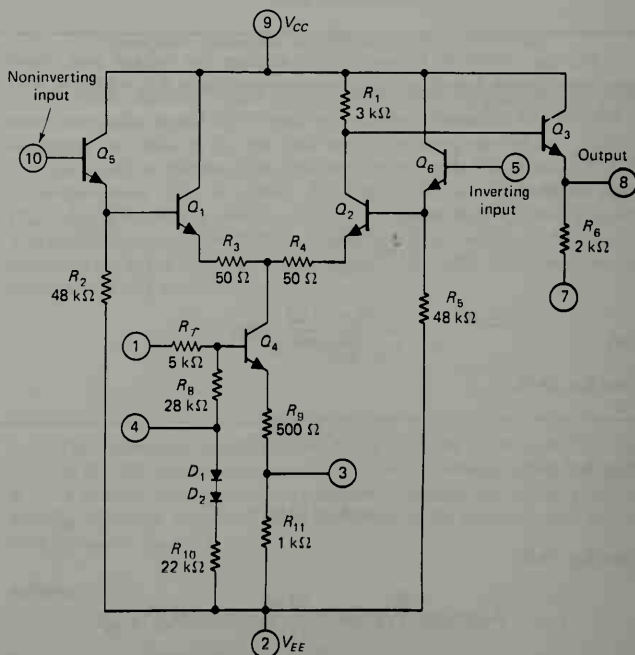 9 V_CC
Noninverting
input
R_1
3 kΩ
Q_3
10
Q_5
Q_6
5
Output
8
Inverting
input
Q_1
Q_2
R_3
50 Ω
R_4
50 Ω
R_6
2 kΩ
R_2
48 kΩ
R_5
48 kΩ
7
1
R_7
5 kΩ
Q_4
R_8
28 kΩ
R_9
500 Ω
4
3
D_1
D_2
R_11
1 kΩ
R_10
22 kΩ
2 V_EE